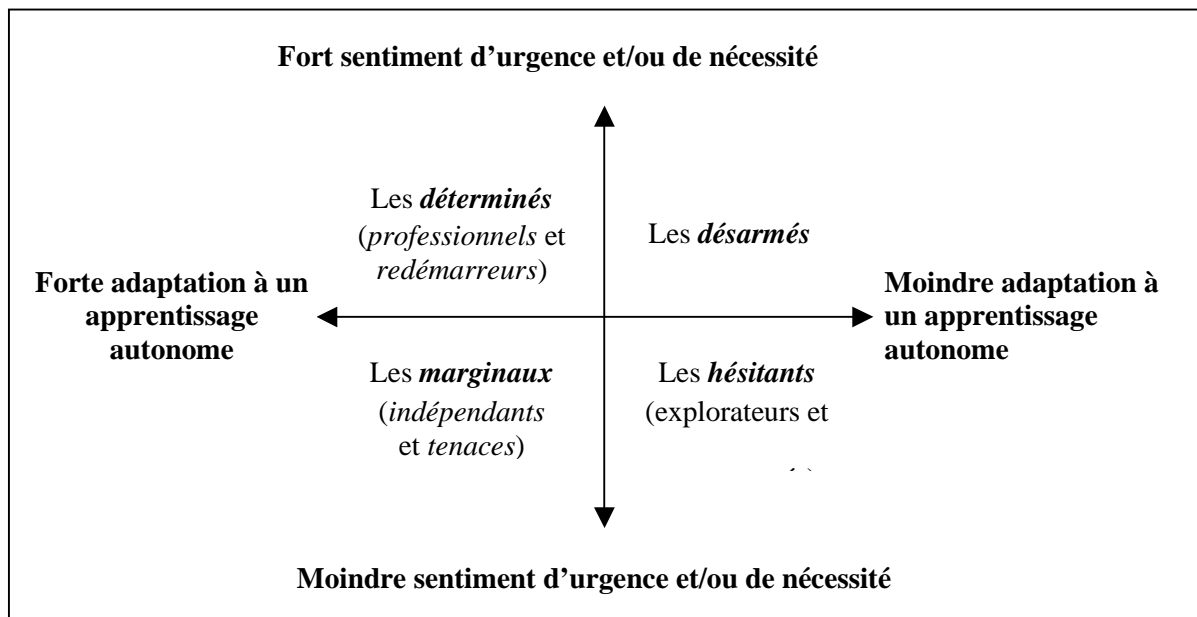 Fort sentiment d’urgence et/ou de nécessité
Les déterminés
(professionnels et
redémarreurs)
Les désarmés
Forte adaptation à un
apprentissage
autonome
Moindre adaptation à
un apprentissage
autonome
Les marginaux
(indépendants
et tenaces)
Les hésitants
(explorateurs et
Moindre sentiment d’urgence et/ou de nécessité